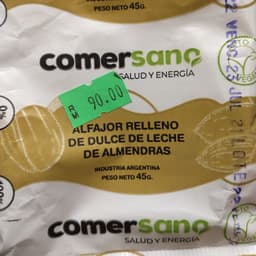 PESO NETO 45G.
comersano
SALUD Y ENERGÍA
90.00
ALFAJOR RELLENO
DE DULCE DE LECHE
DE ALMENDRAS
INDUSTRIA ARGENTINA
PESO NETO 45G.
comersano
SALUD Y ENERGÍA